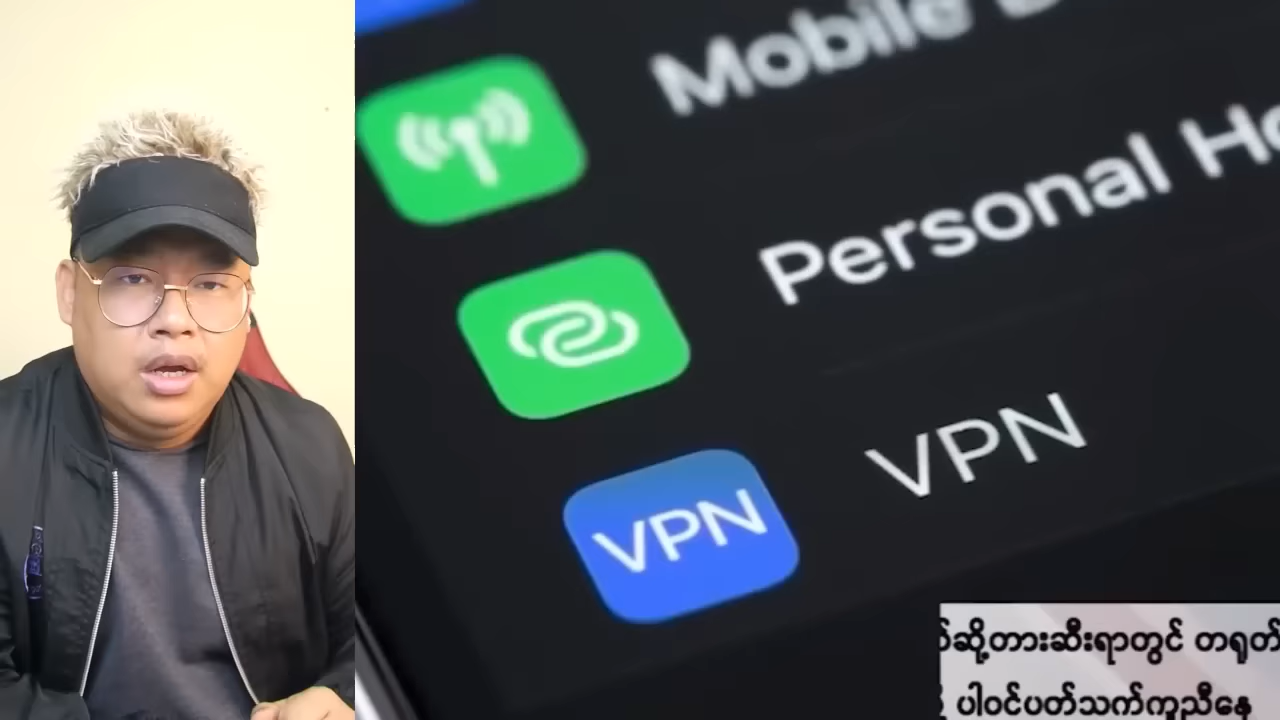 Mobile
Personal
VPN
VPN
ဆို့တားဆီးရာတွင် တရုတ်
ပါဝင်ပတ်သက်ကူညီနေ